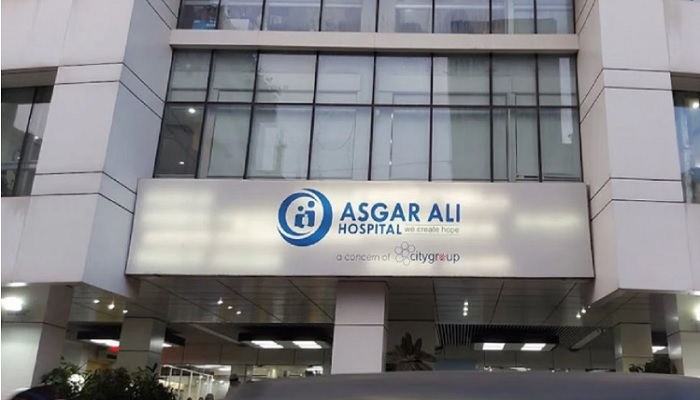 ASGAR ALI
HOSPITAL we create hope
a concern of citygroup